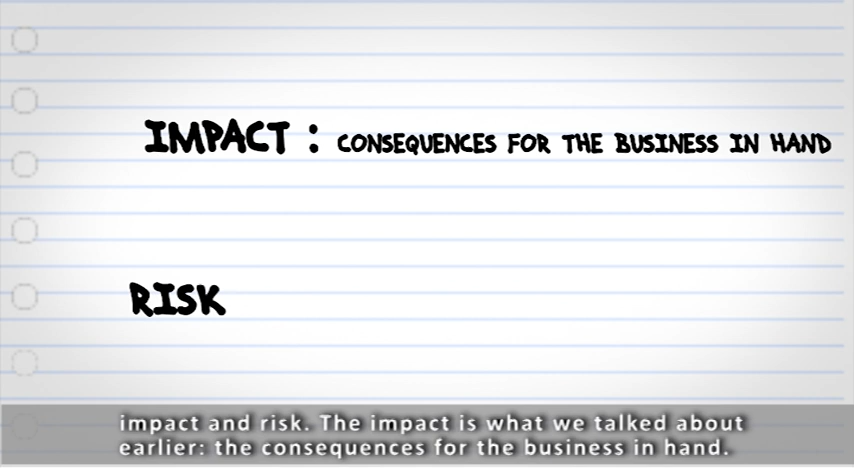 IMPACT : CONSEQUENCES FOR THE BUSINESS IN HAND
RISK
impact and risk. The impact is what we talked about
earlier: the consequences for the business in hand.